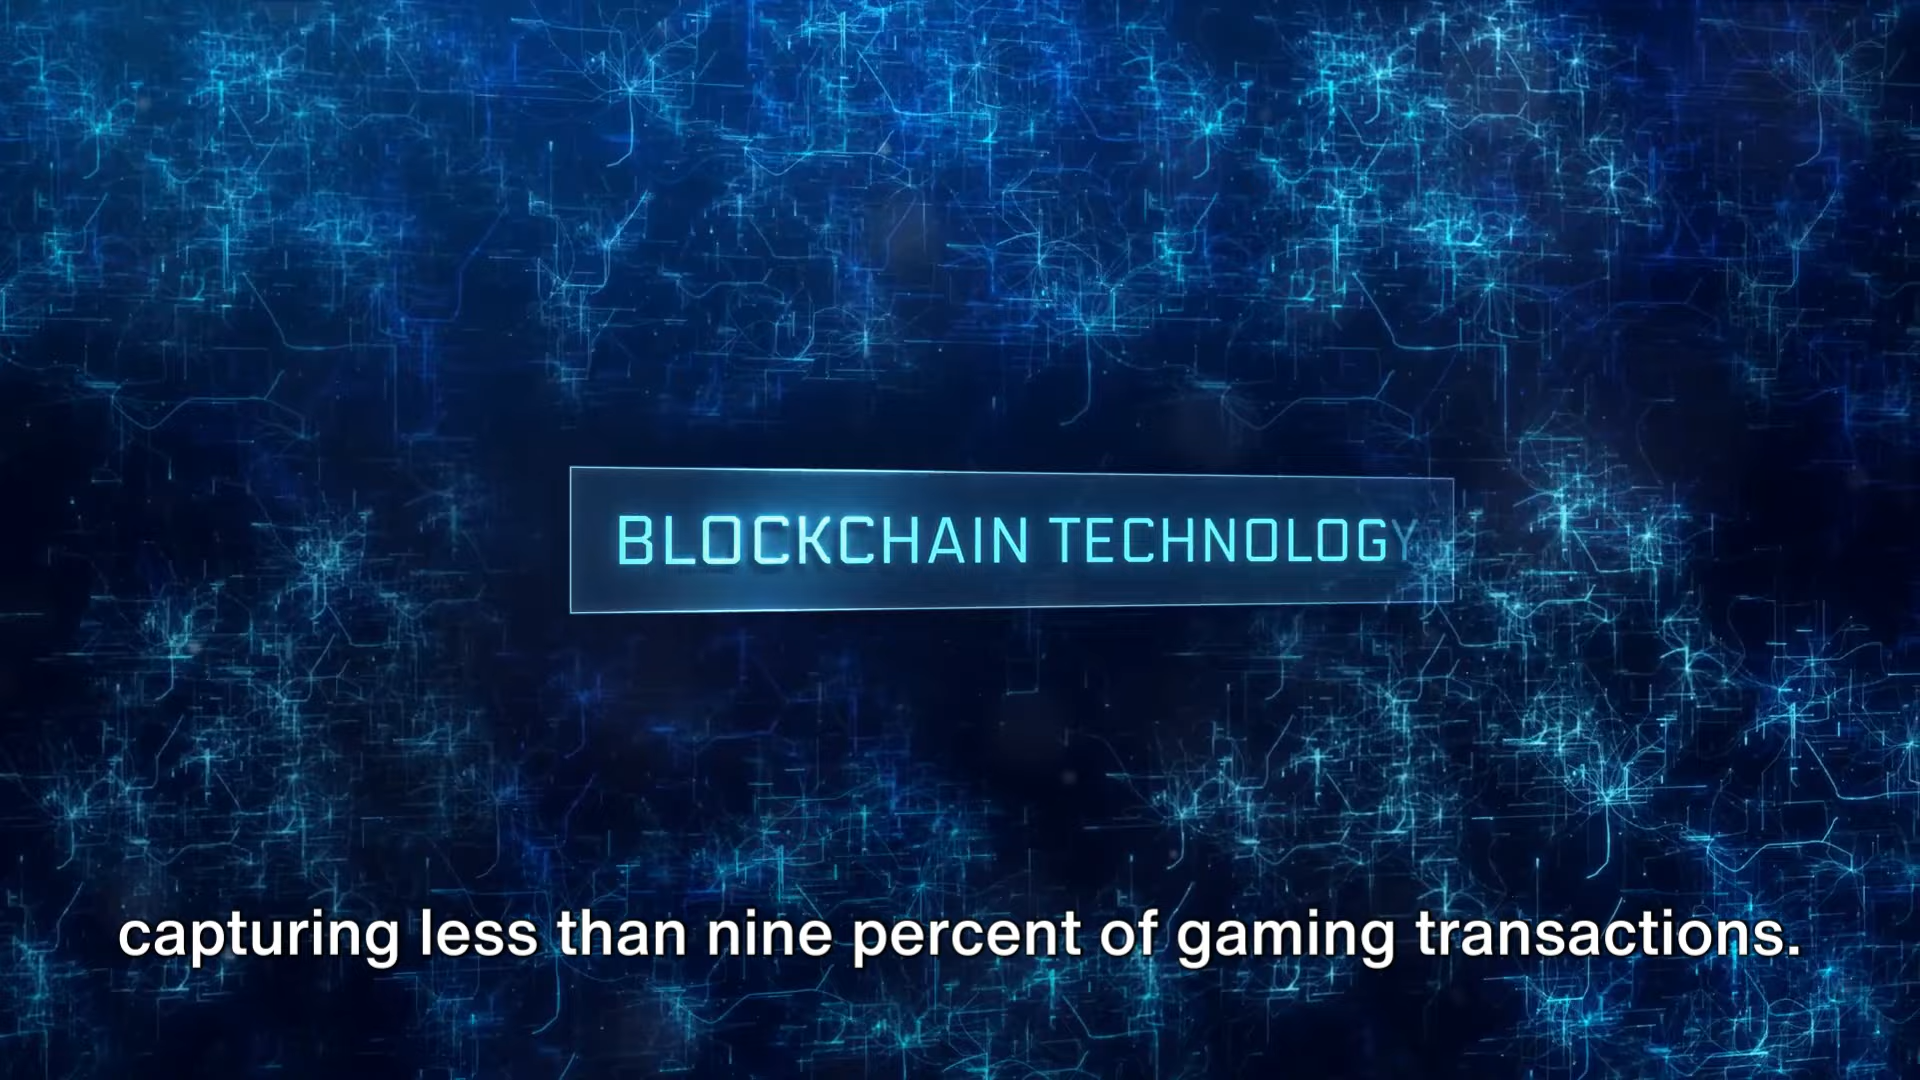 BLOCKCHAIN TECHNOLOGY
capturing less than nine percent of gaming transactions.